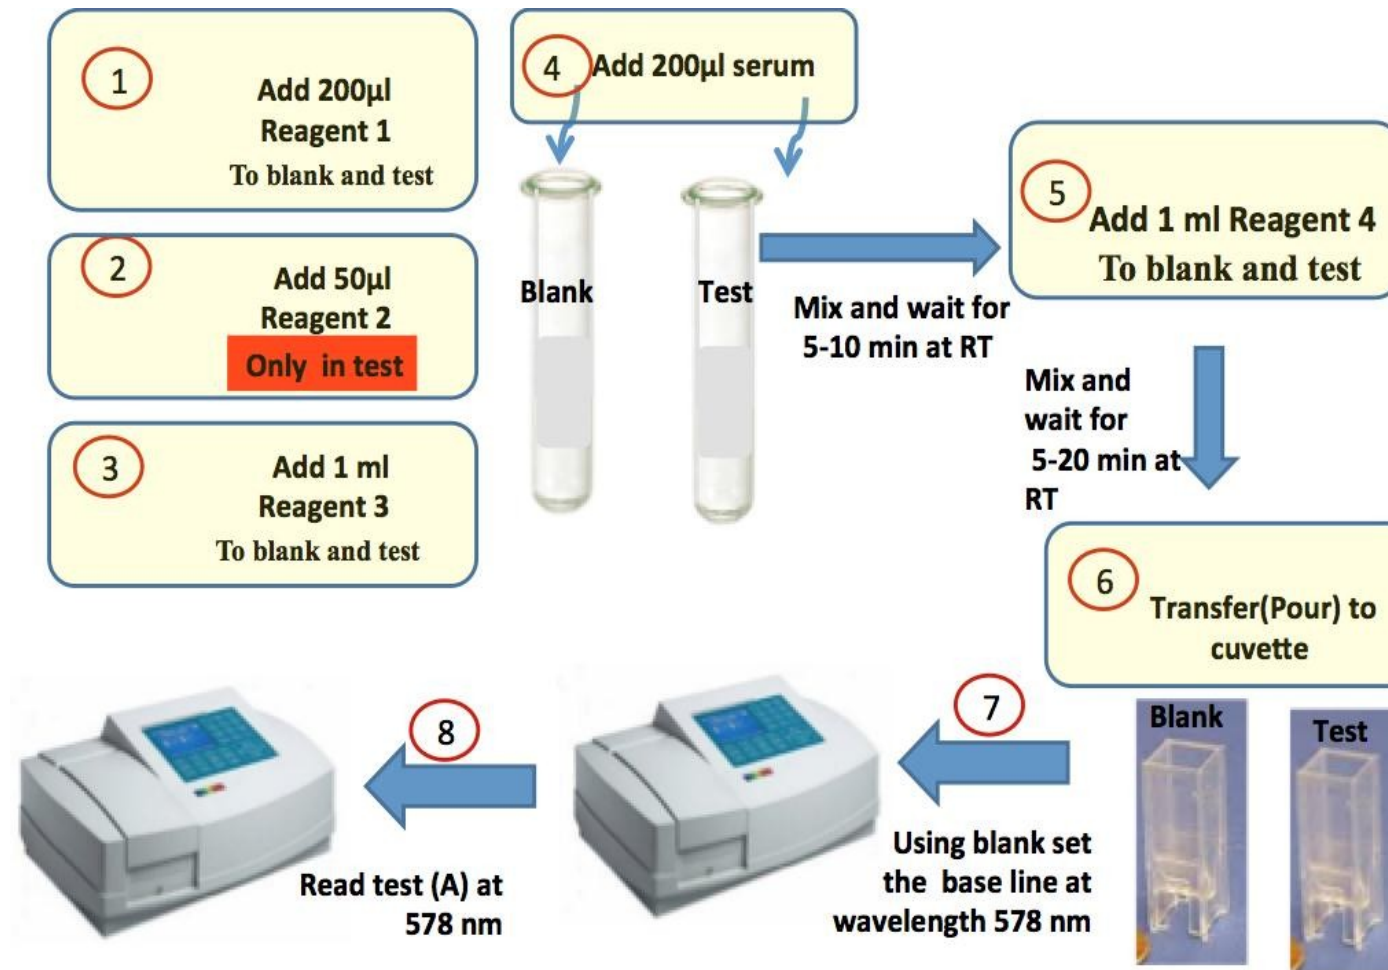 1
Add 200µl
Reagent 1
To blank and test
2
Add 50µl
Reagent 2
Only in test
3
Add 1 ml
Reagent 3
To blank and test
4
Add 200µl serum
Blank
Test
Mix and wait for
5-10 min at RT
5
Add 1 ml Reagent 4
To blank and test
Mix and
wait for
5-20 min at
RT
6
Transfer(Pour) to
cuvette
Blank
Test
7
Using blank set
the base line at
wavelength 578 nm
8
Read test (A) at
578 nm